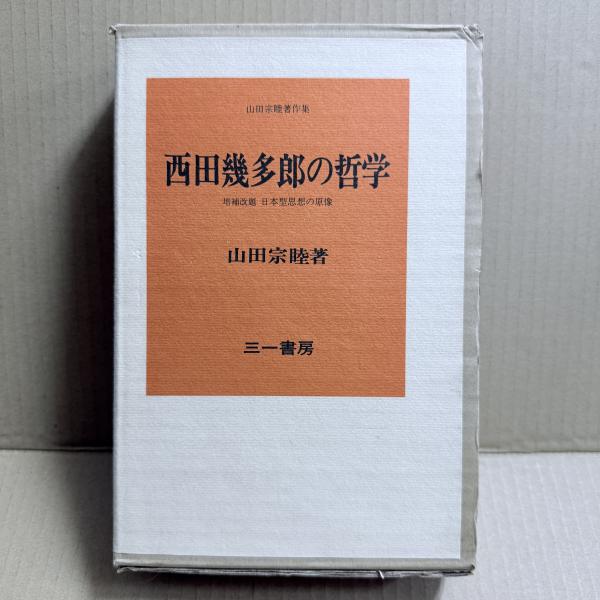 山田宗睦著作集
西田幾多郎の哲学
増補改題 日本型思想の原像
山田宗睦著
三一書房